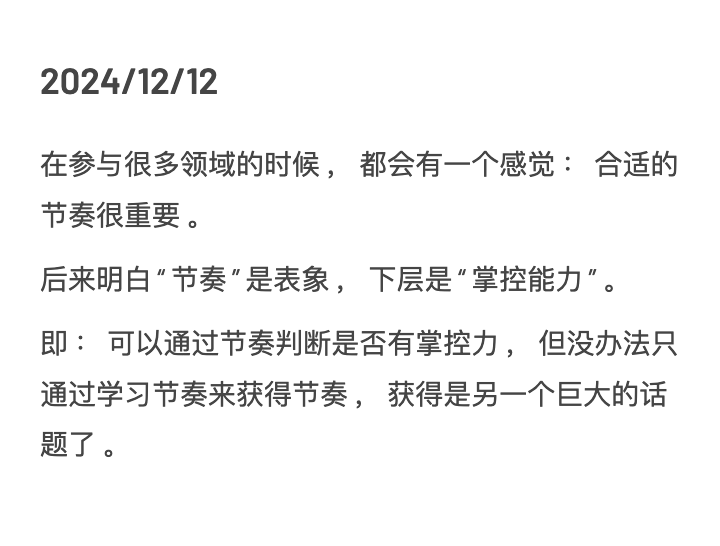 2024/12/12
在参与很多领域的时候，都会有一个感觉：合适的
节奏很重要。
后来明白“节奏”是表象，下层是“掌控能力”。
即：可以通过节奏判断是否有掌控力，但没办法只
通过学习节奏来获得节奏，获得是另一个巨大的话
题了。